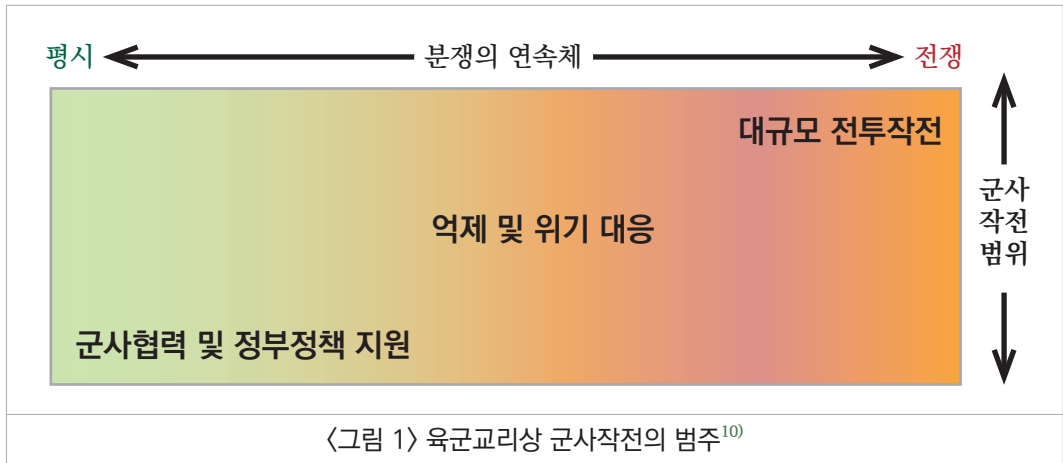 평시 분쟁의 연속체 전쟁
대규모 전투작전
군사
작전
범위
억제 및 위기 대응
군사협력 및 정부정책 지원
〈그림 1〉 육군교리상 군사작전의 범주10)